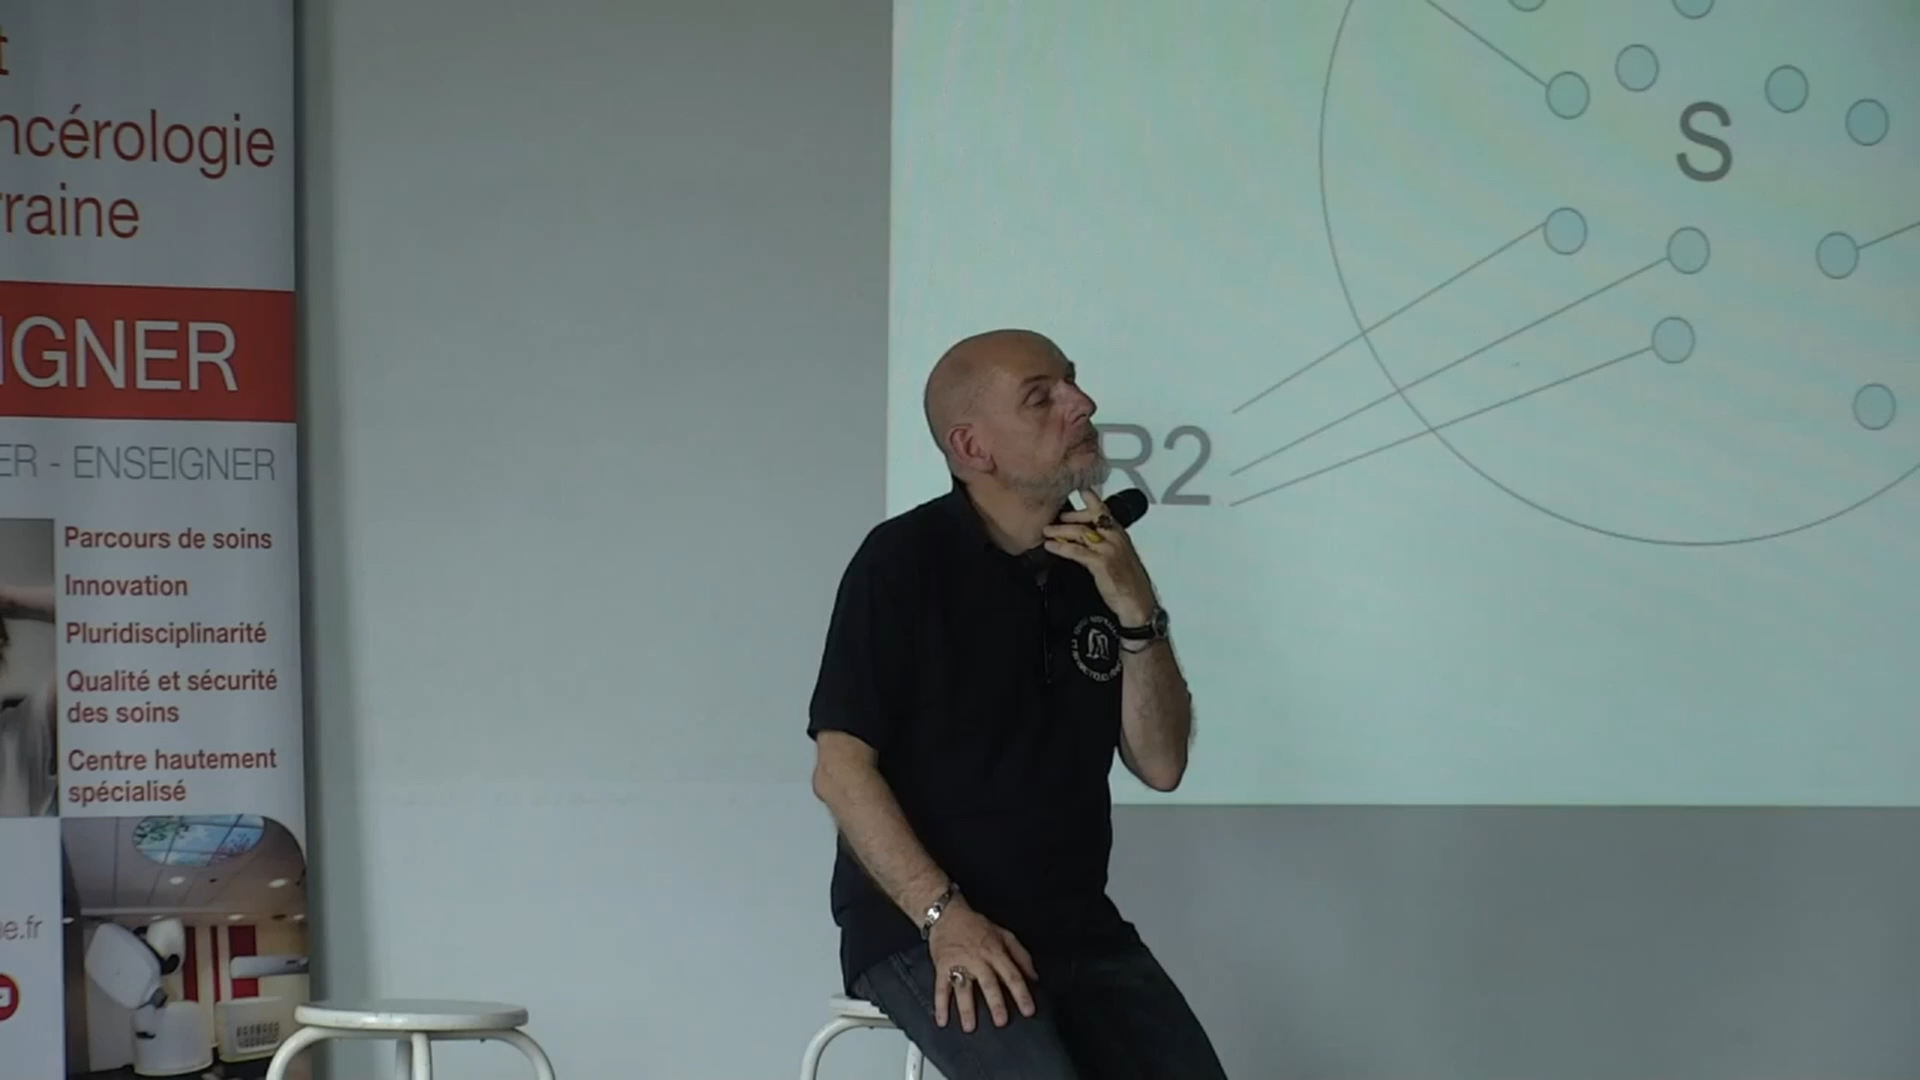 t
ncérologie
rraine
IGNER
ER - ENSEIGNER
Parcours de soins
Innovation
Pluridisciplinarité
Qualité et sécurité
des soins
Centre hautement
spécialisé
e.fr
S
R2